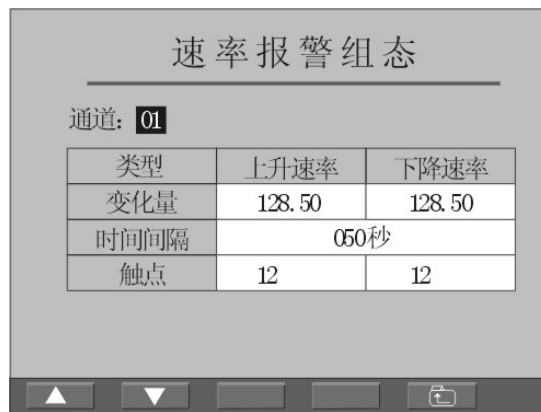 速率报警组态
通道: 01
类型 上升速率 下降速率
变化量 128.50 128.50
时间间隔 050秒
触点 12 12